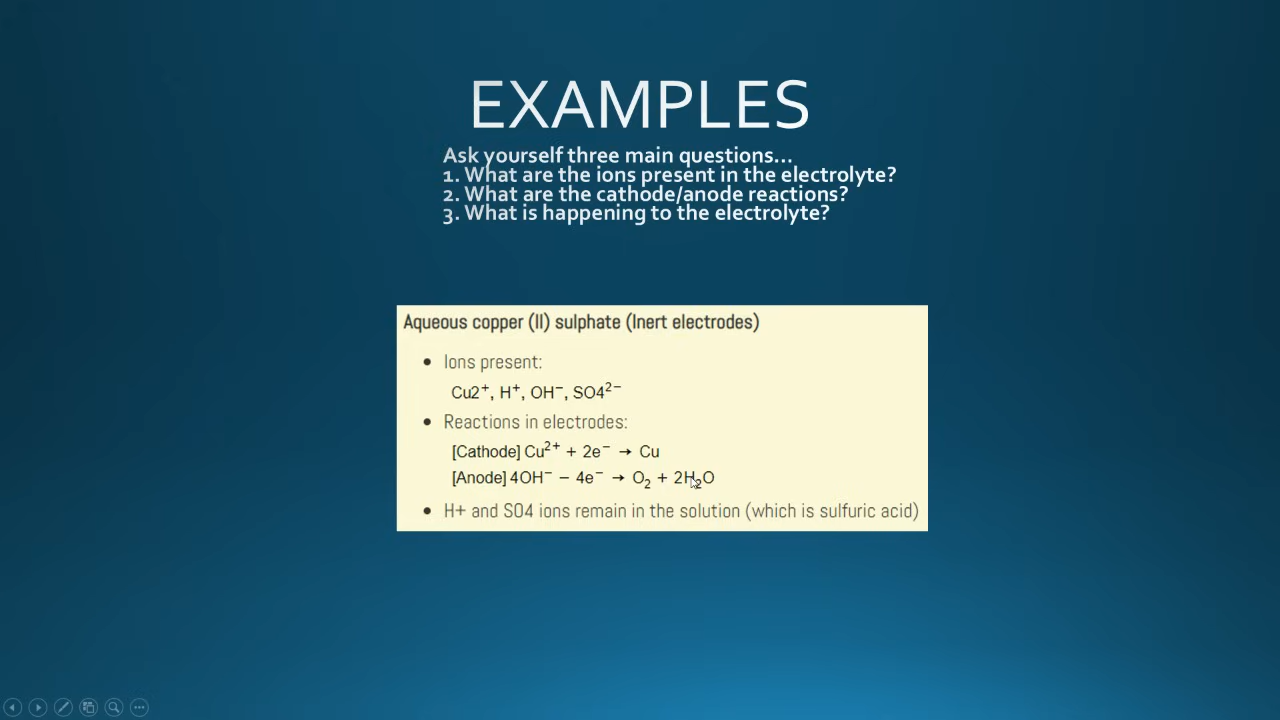 EXAMPLES
Ask yourself three main questions...
1. What are the ions present in the electrolyte?
2. What are the cathode/anode reactions?
3. What is happening to the electrolyte?
Aqueous copper (II) sulphate (Inert electrodes)
• Ions present:
Cu2⁺, H⁺, OH⁻, SO4²⁻
• Reactions in electrodes:
[Cathode] Cu²⁺ + 2e⁻ → Cu
[Anode] 4OH⁻ − 4e⁻ → O₂ + 2H₂O
• H+ and SO4 ions remain in the solution (which is sulfuric acid)